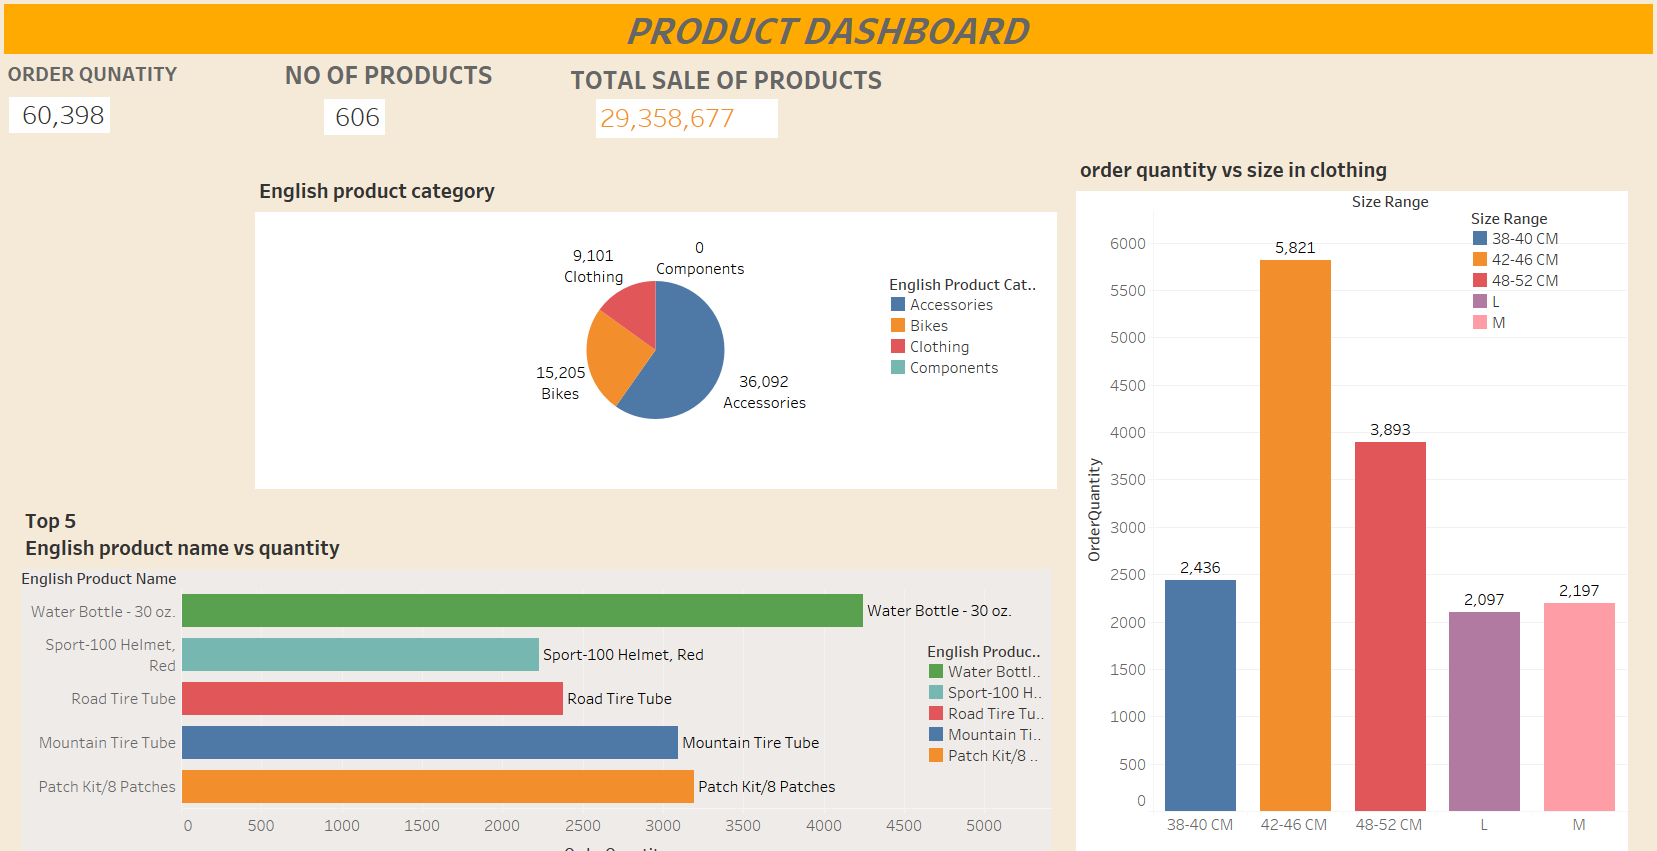 PRODUCT DASHBOARD
ORDER QUNATITY
60,398
NO OF PRODUCTS
606
TOTAL SALE OF PRODUCTS
29,358,677
English product category
0
Components
9,101
Clothing
15,205
Bikes
36,092
Accessories
English Product Cat..
Accessories
Bikes
Clothing
Components
Top 5
English product name vs quantity
English Product Name
Water Bottle - 30 oz.
Water Bottle - 30 oz.
Sport-100 Helmet,
Red
Sport-100 Helmet, Red
Road Tire Tube
Road Tire Tube
Mountain Tire Tube
Mountain Tire Tube
Patch Kit/8 Patches
Patch Kit/8 Patches
0 500 1000 1500 2000 2500 3000 3500 4000 4500 5000
English Produc..
Water Bottl..
Sport-100 H..
Road Tire Tu..
Mountain Ti..
Patch Kit/8 ..
order quantity vs size in clothing
Size Range
Size Range
38-40 CM
42-46 CM
48-52 CM
L
M
OrderQuantity
6000
5500
5000
4500
4000
3500
3000
2500
2000
1500
1000
500
0
2,436
5,821
3,893
2,097
2,197
38-40 CM 42-46 CM 48-52 CM L M